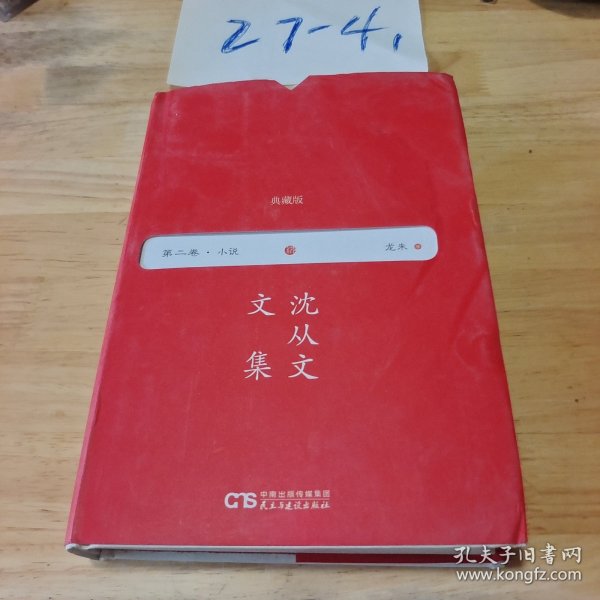 27-4,
典藏版
第二卷·小说
龙朱
沈从文
文集
CMS
中南出版传媒集团
民主与建设出版社
孔夫子旧书网
www.kongfz.com